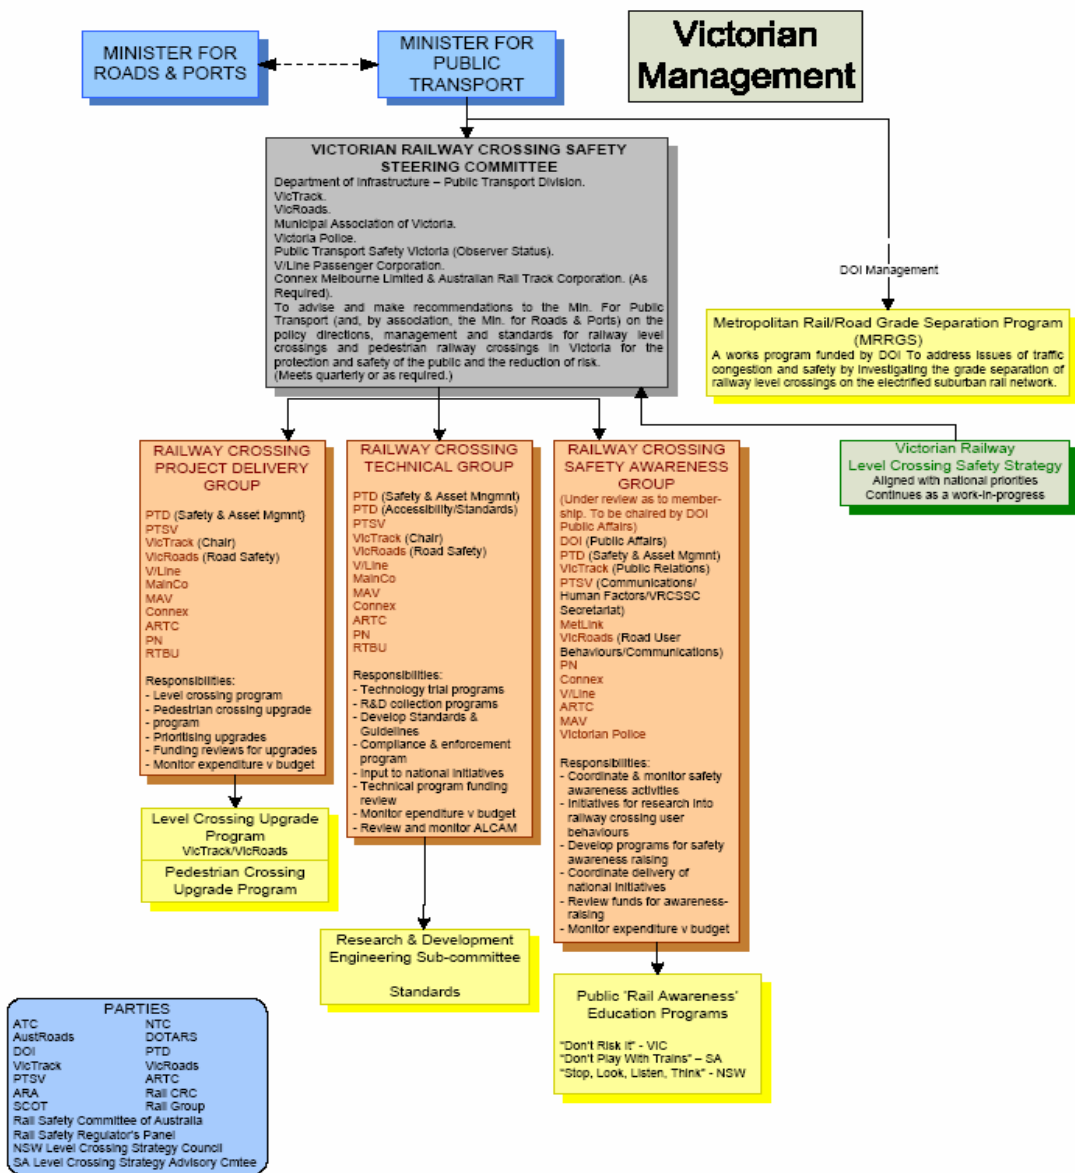 MINISTER FOR
ROADS & PORTS
MINISTER FOR
PUBLIC
TRANSPORT
Victorian
Management
VICTORIAN RAILWAY CROSSING SAFETY
STEERING COMMITTEE
Department of Infrastructure – Public Transport Division.
VicTrack.
VicRoads.
Municipal Association of Victoria.
Victoria Police.
Public Transport Safety Victoria (Observer Status).
V/Line Passenger Corporation.
Connex Melbourne Limited & Australian Rail Track Corporation. (As
Required).
To advise and make recommendations to the Min. For Public
Transport (and, by association, the Min. for Roads & Ports) on the
policy directions, management and standards for railway level
crossings and pedestrian railway crossings in Victoria for the
protection and safety of the public and the reduction of risk.
(Meets quarterly or as required.)
DOI Management
Metropolitan Rail/Road Grade Separation Program
(MRRGS)
A works program funded by DOI To address issues of traffic
congestion and safety by investigating the grade separation of
railway level crossings on the electrified suburban rail network.
Victorian Railway
Level Crossing Safety Strategy
Aligned with national priorities
Continues as a work-in-progress
RAILWAY CROSSING
PROJECT DELIVERY
GROUP
PTD (Safety & Asset Mgmnt)
PTSV
VicTrack (Chair)
VicRoads (Road Safety)
V/Line
MainCo
MAV
Connex
ARTC
PN
RTBU
Responsibilities:
- Level crossing program
- Pedestrian crossing upgrade
- program
- Prioritising upgrades
- Funding reviews for upgrades
- Monitor expenditure v budget
RAILWAY CROSSING
TECHNICAL GROUP
PTD (Safety & Asset Mngmnt)
PTD (Accessibility/Standards)
PTSV
VicTrack (Chair)
VicRoads (Road Safety)
V/Line
MainCo
MAV
Connex
ARTC
PN
RTBU
Responsibilities:
- Technology trial programs
- R&D collection programs
- Develop Standards &
Guidelines
- Compliance & enforcement
program
- Input to national initiatives
- Technical program funding
review
- Monitor ependiture v budget
- Review and monitor ALCAM
RAILWAY CROSSING
SAFETY AWARENESS
GROUP
(Under review as to member-
ship. To be chaired by DOI
Public Affairs)
DOI (Public Affairs)
PTD (Safety & Asset Mgmnt)
VicTrack (Public Relations)
PTSV (Communications/
Human Factors/VRCSSC
Secretariat)
MetLink
VicRoads (Road User
Behaviours/Communications)
PN
Connex
V/Line
ARTC
MAV
Victorian Police
Responsibilities:
- Coordinate & monitor safety
awareness activities
- Initiatives for research into
railway crossing user
behaviours
- Develop programs for safety
awareness raising
- Coordinate delivery of
national initiatives
- Review funds for awareness-
raising
- Monitor expenditure v budget
Level Crossing Upgrade
Program
VicTrack/VicRoads
Pedestrian Crossing
Upgrade Program
Research & Development
Engineering Sub-committee
Standards
Public 'Rail Awareness'
Education Programs
"Don't Risk It" - VIC
"Don't Play With Trains" – SA
"Stop, Look, Listen, Think" - NSW
PARTIES
ATC NTC
AustRoads DOTARS
DOI PTD
VicTrack VicRoads
PTSV ARTC
ARA Rail CRC
SCOT Rail Group
Rail Safety Committee of Australia
Rail Safety Regulator's Panel
NSW Level Crossing Strategy Council
SA Level Crossing Strategy Advisory Cmtee